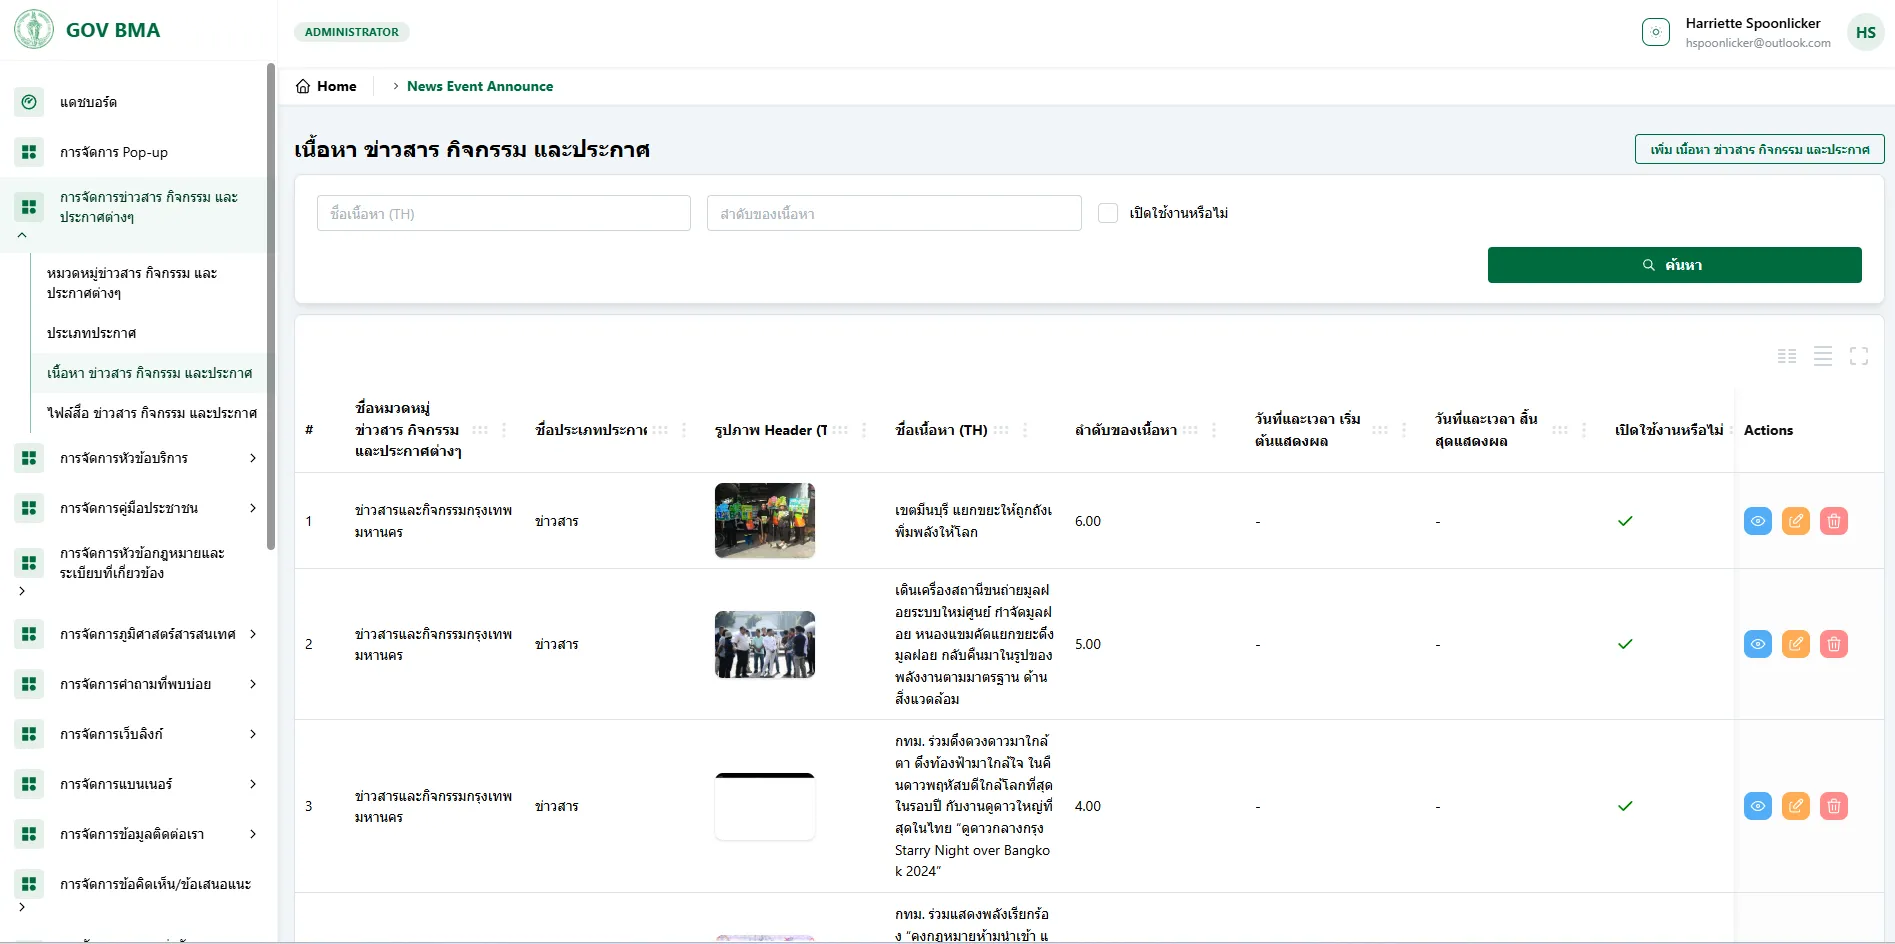 GOV BMA
ADMINISTRATOR
Harriette Spoonlicker
hspoonlicker@outlook.com
HS
Home
News Event Announce
แดชบอร์ด
การจัดการ Pop-up
การจัดการข่าวสาร กิจกรรม และ
ประกาศต่างๆ
หมวดหมู่ข่าวสาร กิจกรรม และ
ประกาศต่างๆ
ประเภทประกาศ
เนื้อหา ข่าวสาร กิจกรรม และประกาศ
ไฟล์สื่อ ข่าวสาร กิจกรรม และประกาศ
การจัดการหัวข้อบริการ
การจัดการคู่มือประชาชน
การจัดการหัวข้อกฎหมายและ
ระเบียบที่เกี่ยวข้อง
การจัดการภูมิศาสตร์สารสนเทศ
การจัดการคำถามที่พบบ่อย
การจัดการเว็บลิงก์
การจัดการแบนเนอร์
การจัดการข้อมูลติดต่อเรา
การจัดการข้อคิดเห็น/ข้อเสนอแนะ
เนื้อหา ข่าวสาร กิจกรรม และประกาศ
เพิ่ม เนื้อหา ข่าวสาร กิจกรรม และประกาศ
ชื่อเนื้อหา (TH)
ลำดับของเนื้อหา
เปิดใช้งานหรือไม่
ค้นหา
#
ชื่อหมวดหมู่
ข่าวสาร กิจกรรม
และประกาศต่างๆ
ชื่อประเภทประกาศ
รูปภาพ Header (T
ชื่อเนื้อหา (TH)
ลำดับของเนื้อหา
วันที่และเวลา เริ่ม
ต้นแสดงผล
วันที่และเวลา สิ้น
สุดแสดงผล
เปิดใช้งานหรือไม่
Actions
1
ข่าวสารและกิจกรรมกรุงเทพ
มหานคร
ข่าวสาร
เขตมีนบุรี แยกขยะให้ถูกถังเ
พิ่มพลังให้โลก
6.00
-
-
2
ข่าวสารและกิจกรรมกรุงเทพ
มหานคร
ข่าวสาร
เดินเครื่องสถานีขนถ่ายมูลฝ
อยระบบใหม่ศูนย์ กำจัดมูลฝ
อย หนองแขมคัดแยกขยะดึง
มูลฝอย กลับคืนมาในรูปของ
พลังงานตามมาตรฐาน ด้าน
สิ่งแวดล้อม
5.00
-
-
3
ข่าวสารและกิจกรรมกรุงเทพ
มหานคร
ข่าวสาร
กทม. ร่วมดึงดวงดาวมาใกล้
ตา ดึงท้องฟ้ามาใกล้ใจ ในคื
นดาวพฤหัสบดีใกล้โลกที่สุด
ในรอบปี กับงานดูดาวใหญ่ที่
สุดในไทย “ดูดาวกลางกรุง
Starry Night over Bangko
k 2024”
4.00
-
-
กทม. ร่วมแสดงพลังเรียกร้อ
ง “คงกฎหมายห้ามนำเข้า แ